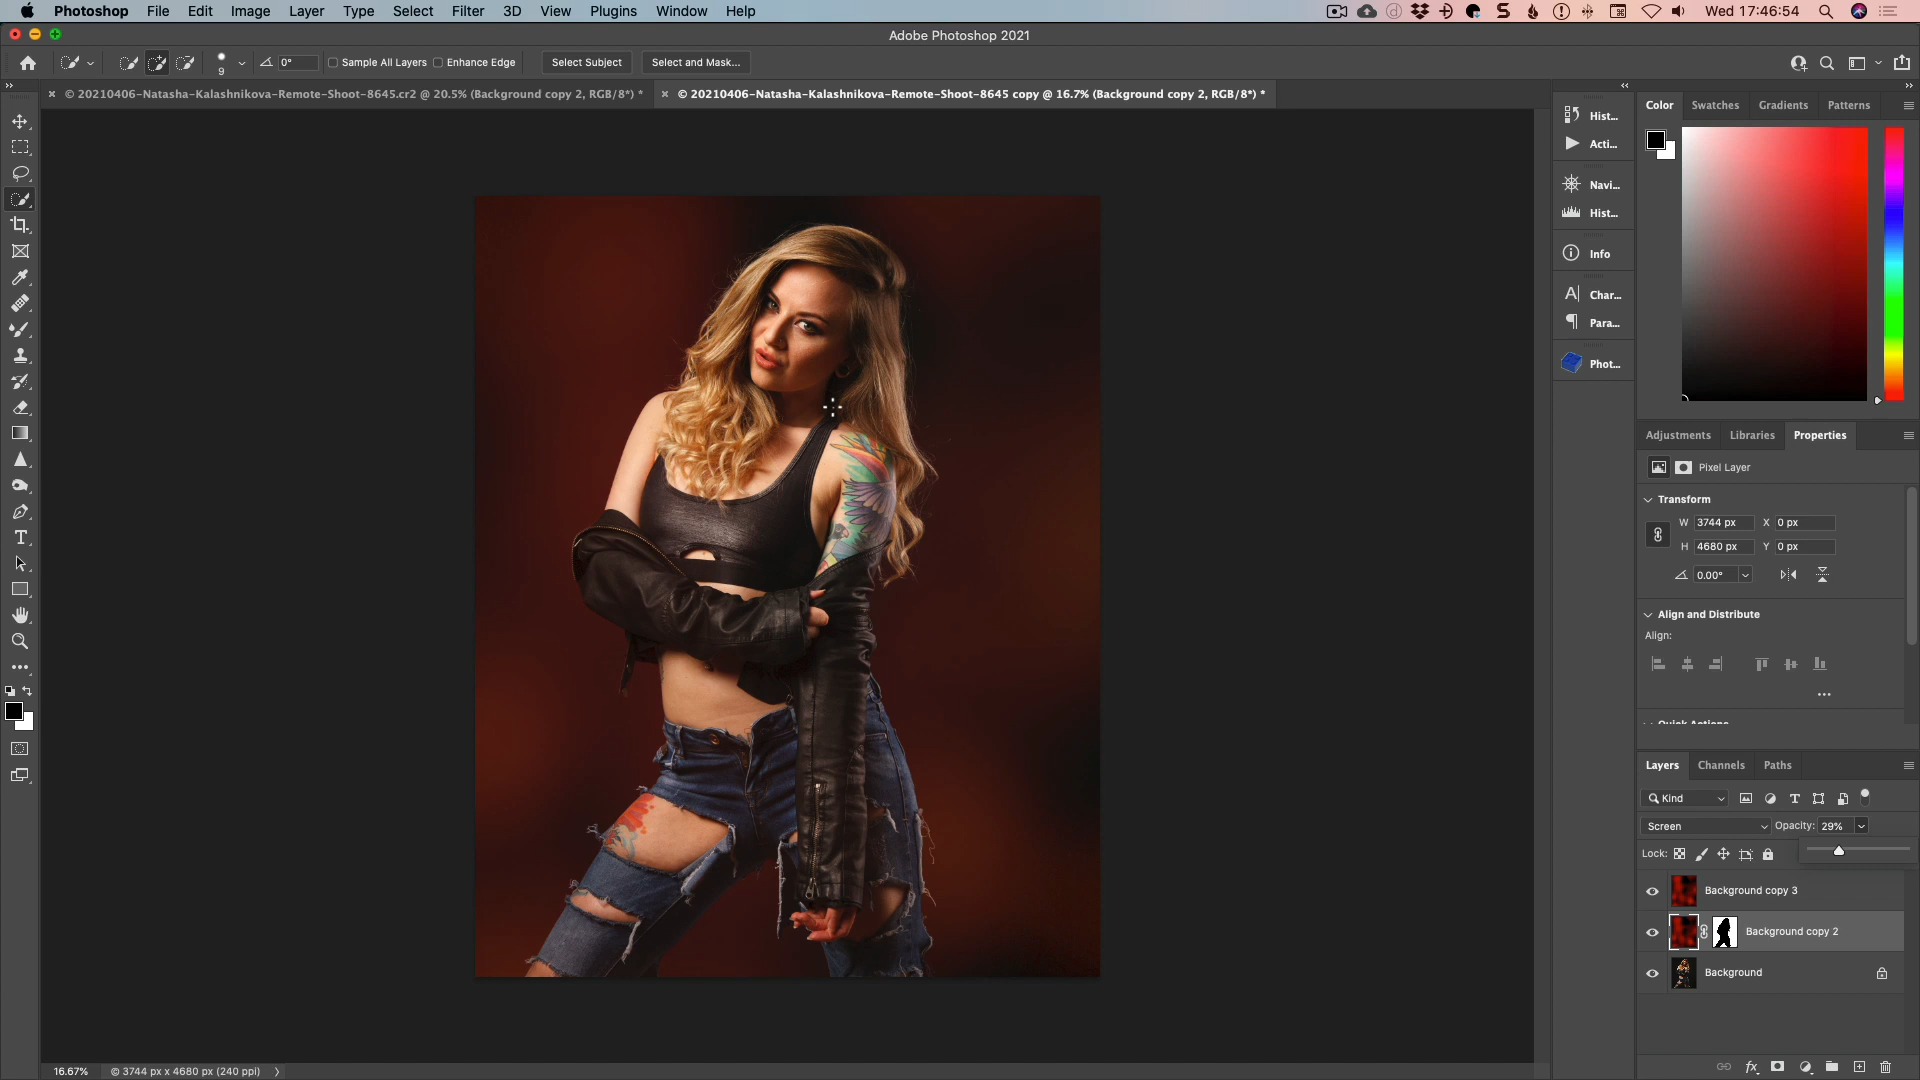 Photoshop File Edit Image Layer Type Select Filter 3D View Plugins Window Help Wed 17:46:54
Adobe Photoshop 2021
9 0° Sample All Layers Enhance Edge Select Subject Select and Mask...
© 20210406-Natasha-Kalashnikova-Remote-Shoot-8645.cr2 @ 20.5% (Background copy 2, RGB/8*) *
© 20210406-Natasha-Kalashnikova-Remote-Shoot-8645 copy @ 16.7% (Background copy 2, RGB/8*) *
Hist...
Acti...
Navi...
Hist...
Info
Char...
Para...
Phot...
Color Swatches Gradients Patterns
Adjustments Libraries Properties
Pixel Layer
Transform
W 3744 px X 0 px
H 4680 px Y 0 px
0.00°
Align and Distribute
Align:
Quick Actions
Layers Channels Paths
Kind
Screen Opacity: 29%
Lock:
Background copy 3
Background copy 2
Background
16.67% © 3744 px x 4680 px (240 ppi)